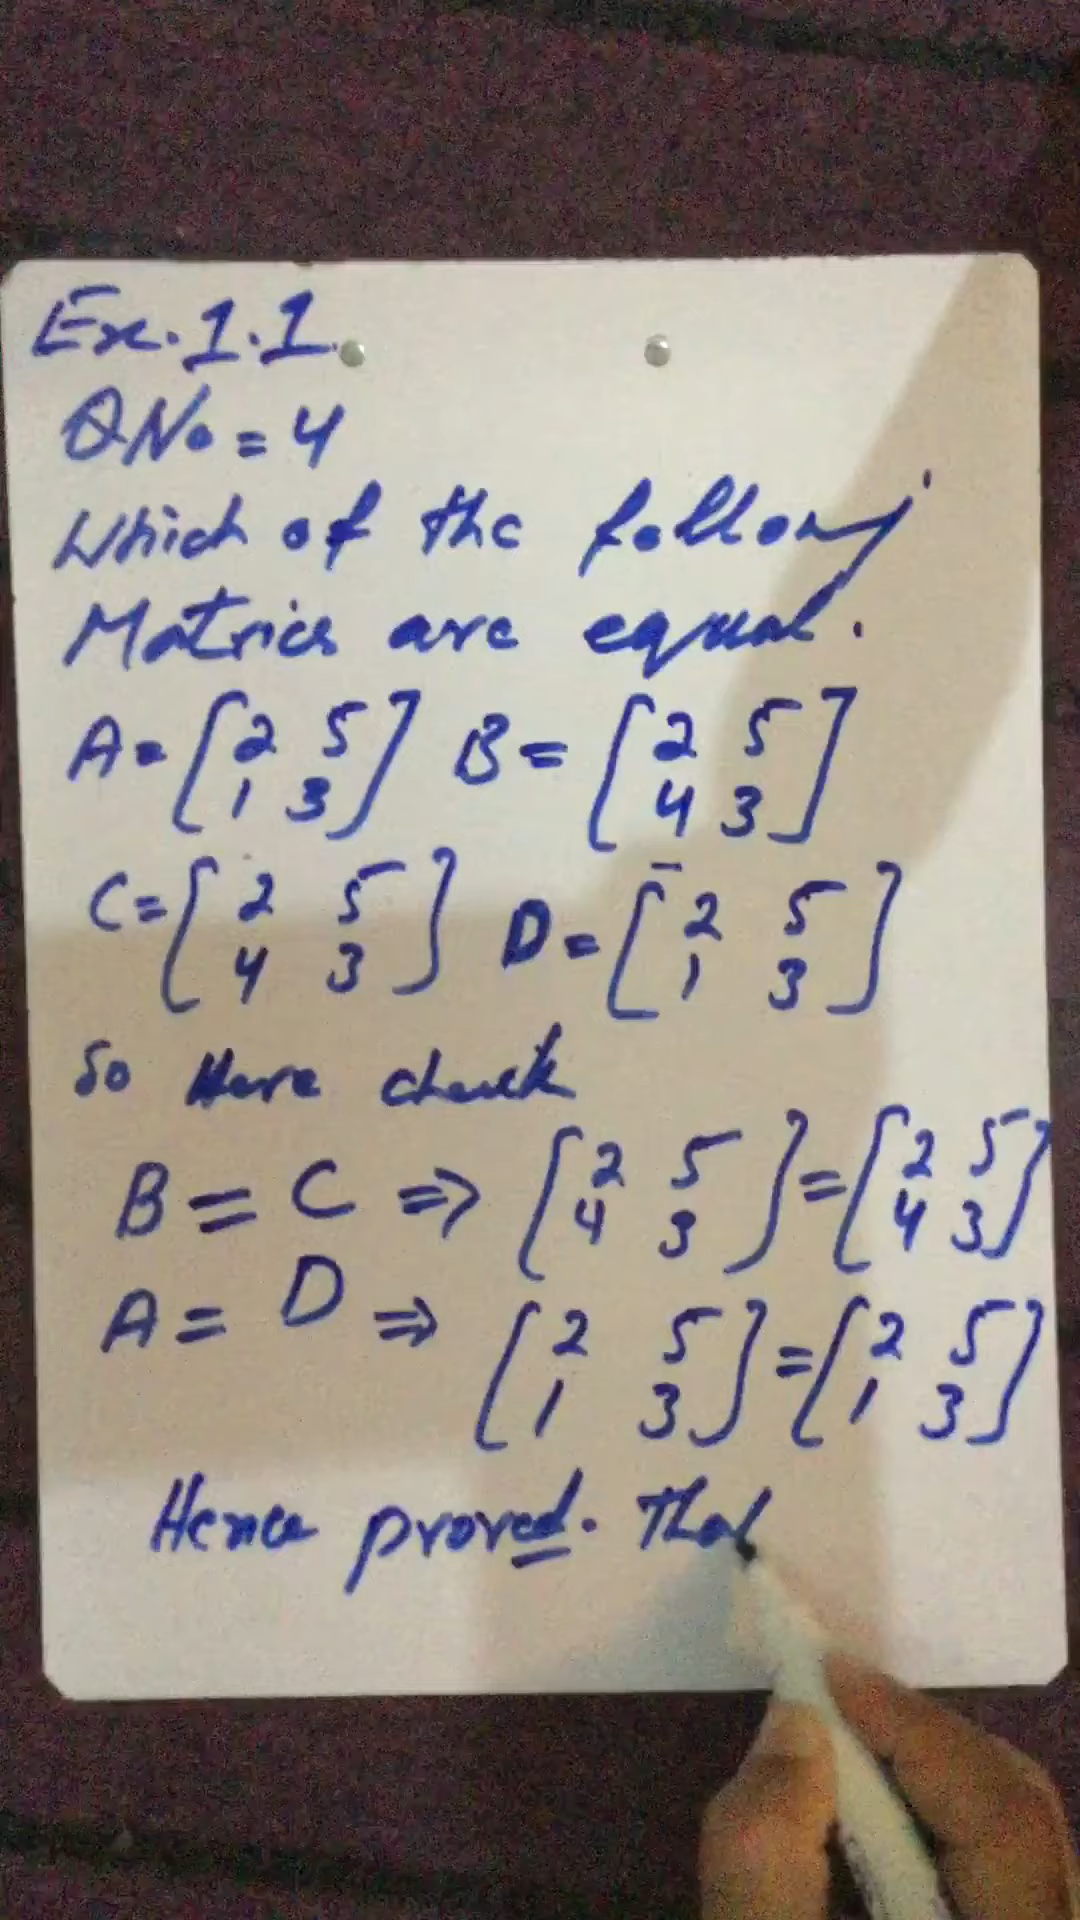 Ex. 1.1.
Q No = 4
Which of the following
Matrics are equal.
A = [2 5 B = [2 5
1 3] 4 3]
C = [2 5 D = [2 5
4 3] 1 3]
So Here check
B = C ⇒ [2 5 = [2 5
4 3] 4 3]
A = D ⇒ [2 5 = [2 5
1 3] 1 3]
Hence proved. That